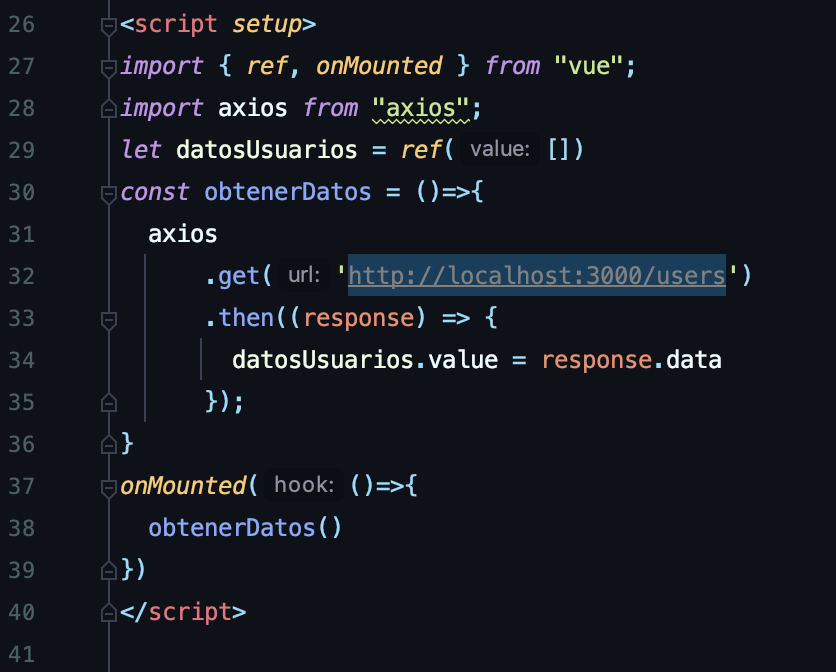 26 <script setup>
27 import { ref, onMounted } from "vue";
28 import axios from "axios";
29 let datosUsuarios = ref( value: [])
30 const obtenerDatos = ()=>{
31   axios
32       .get( url: 'http://localhost:3000/users')
33       .then((response) => {
34         datosUsuarios.value = response.data
35       });
36 }
37 onMounted( hook: ()=>{
38   obtenerDatos()
39 })
40 </script>
41